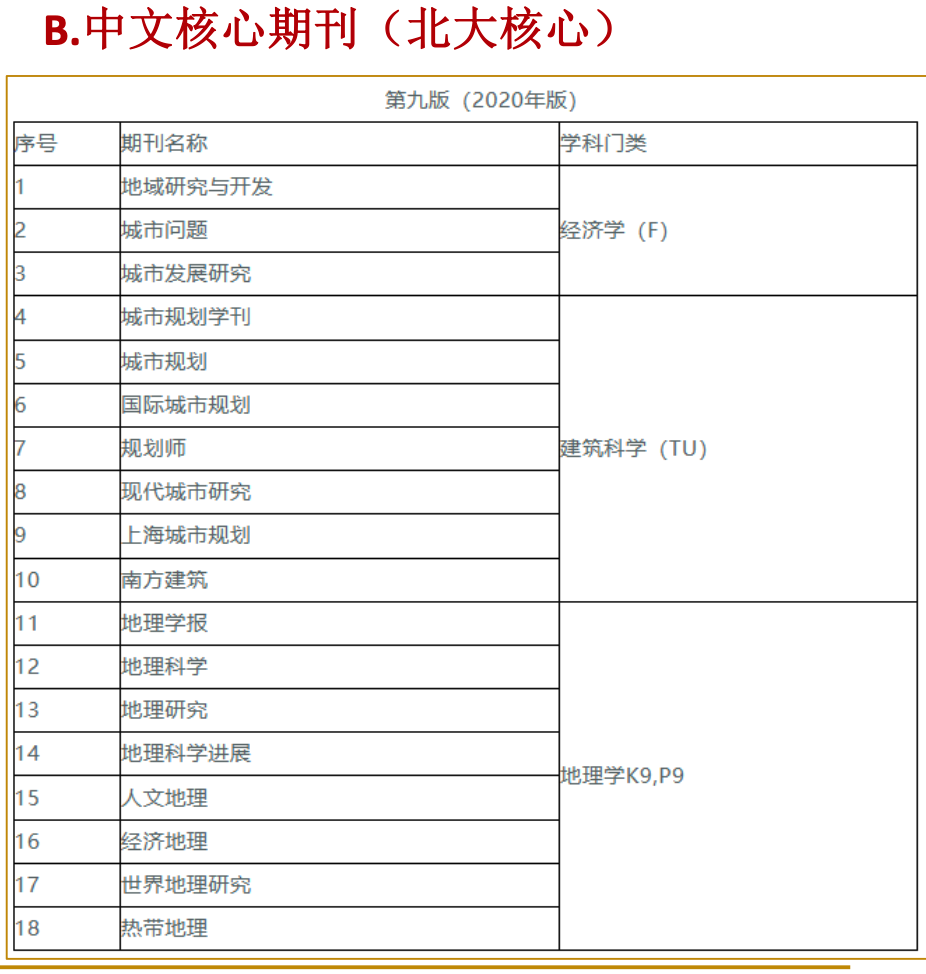 B.中文核心期刊（北大核心）
第九版（2020年版）
序号 期刊名称 学科门类
1 地域研究与开发
2 城市问题 经济学（F）
3 城市发展研究
4 城市规划学刊
5 城市规划
6 国际城市规划
7 规划师 建筑科学（TU）
8 现代城市研究
9 上海城市规划
10 南方建筑
11 地理学报
12 地理科学
13 地理研究
14 地理科学进展
地理学K9,P9
15 人文地理
16 经济地理
17 世界地理研究
18 热带地理